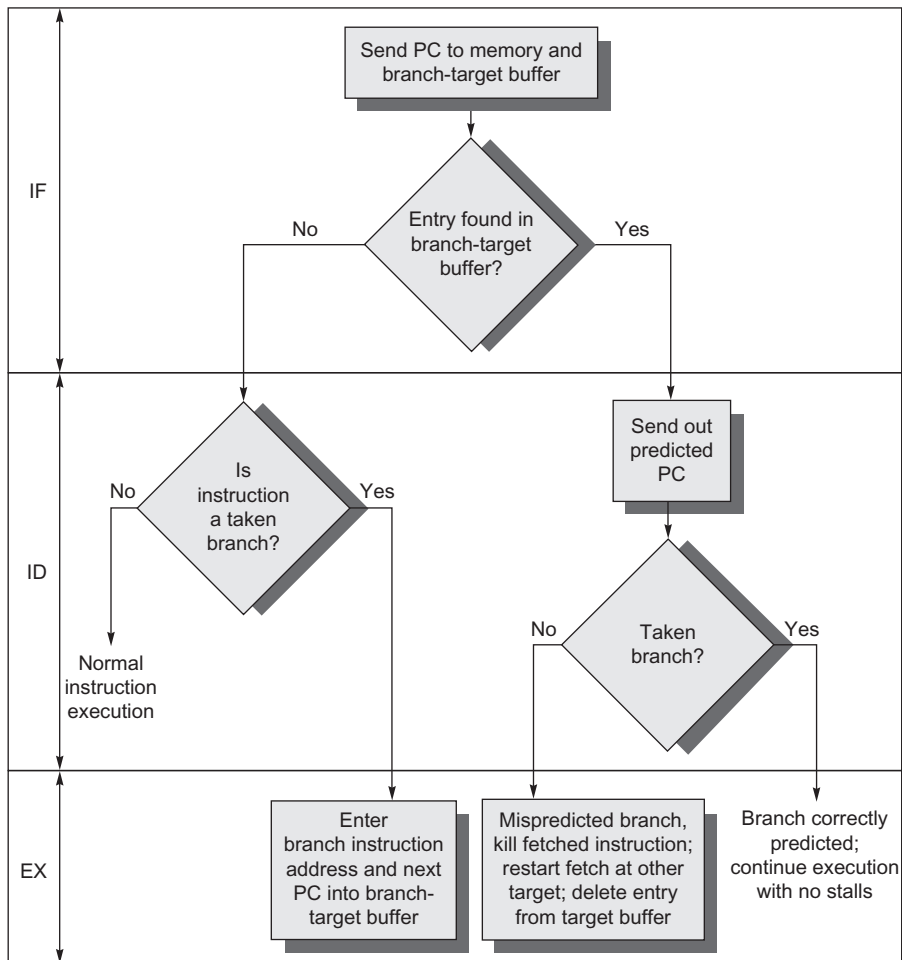 Send PC to memory and
branch-target buffer
IF
Entry found in
branch-target
buffer?
No
Yes
Send out
predicted
PC
Is
instruction
a taken
branch?
No
Yes
ID
Taken
branch?
No
Yes
Normal
instruction
execution
EX
Enter
branch instruction
address and next
PC into branch-
target buffer
Mispredicted branch,
kill fetched instruction;
restart fetch at other
target; delete entry
from target buffer
Branch correctly
predicted;
continue execution
with no stalls